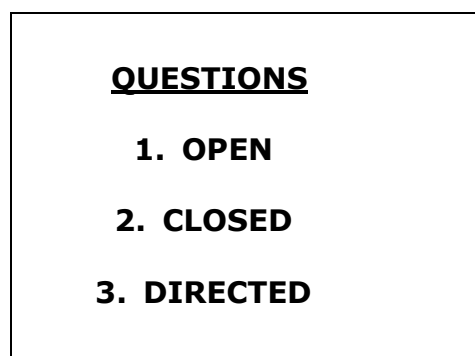 QUESTIONS
1. OPEN
2. CLOSED
3. DIRECTED